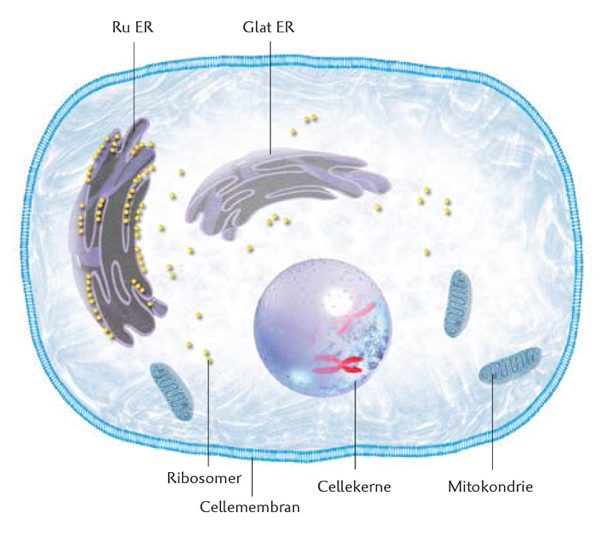 Ru ER
Glat ER
Ribosomer
Cellemembran
Cellekerne
Mitokondrie